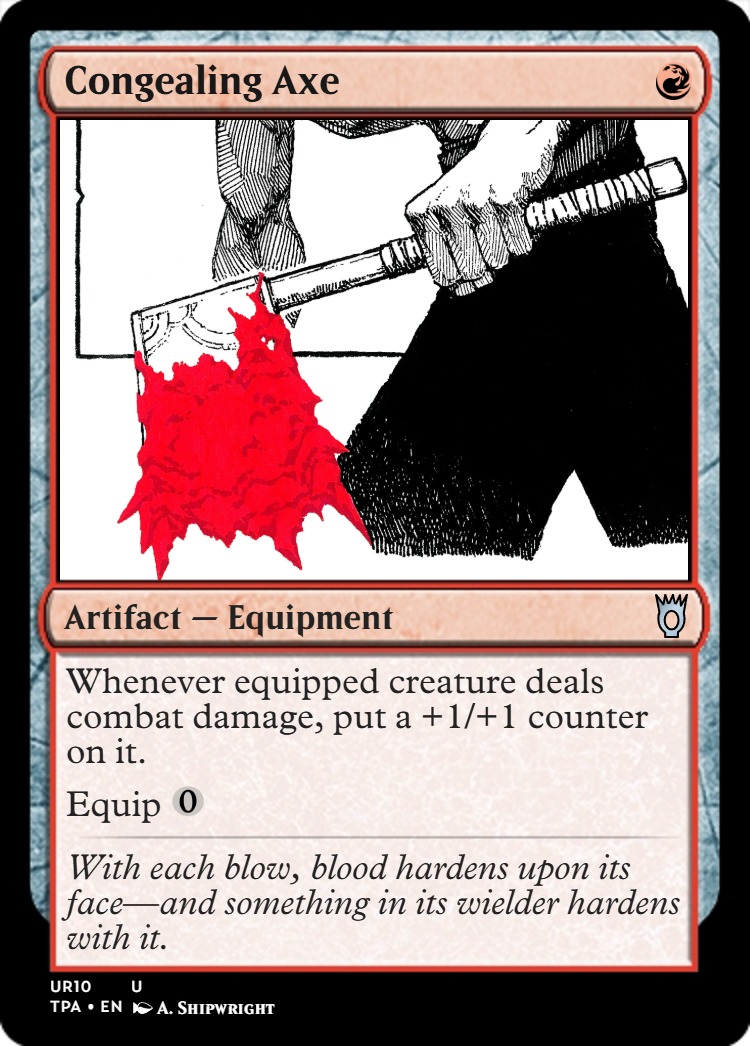 Congealing Axe
Artifact — Equipment
Whenever equipped creature deals
combat damage, put a +1/+1 counter
on it.
Equip 0
With each blow, blood hardens upon its
face—and something in its wielder hardens
with it.
UR10 U
TPA • EN A. Shipwright